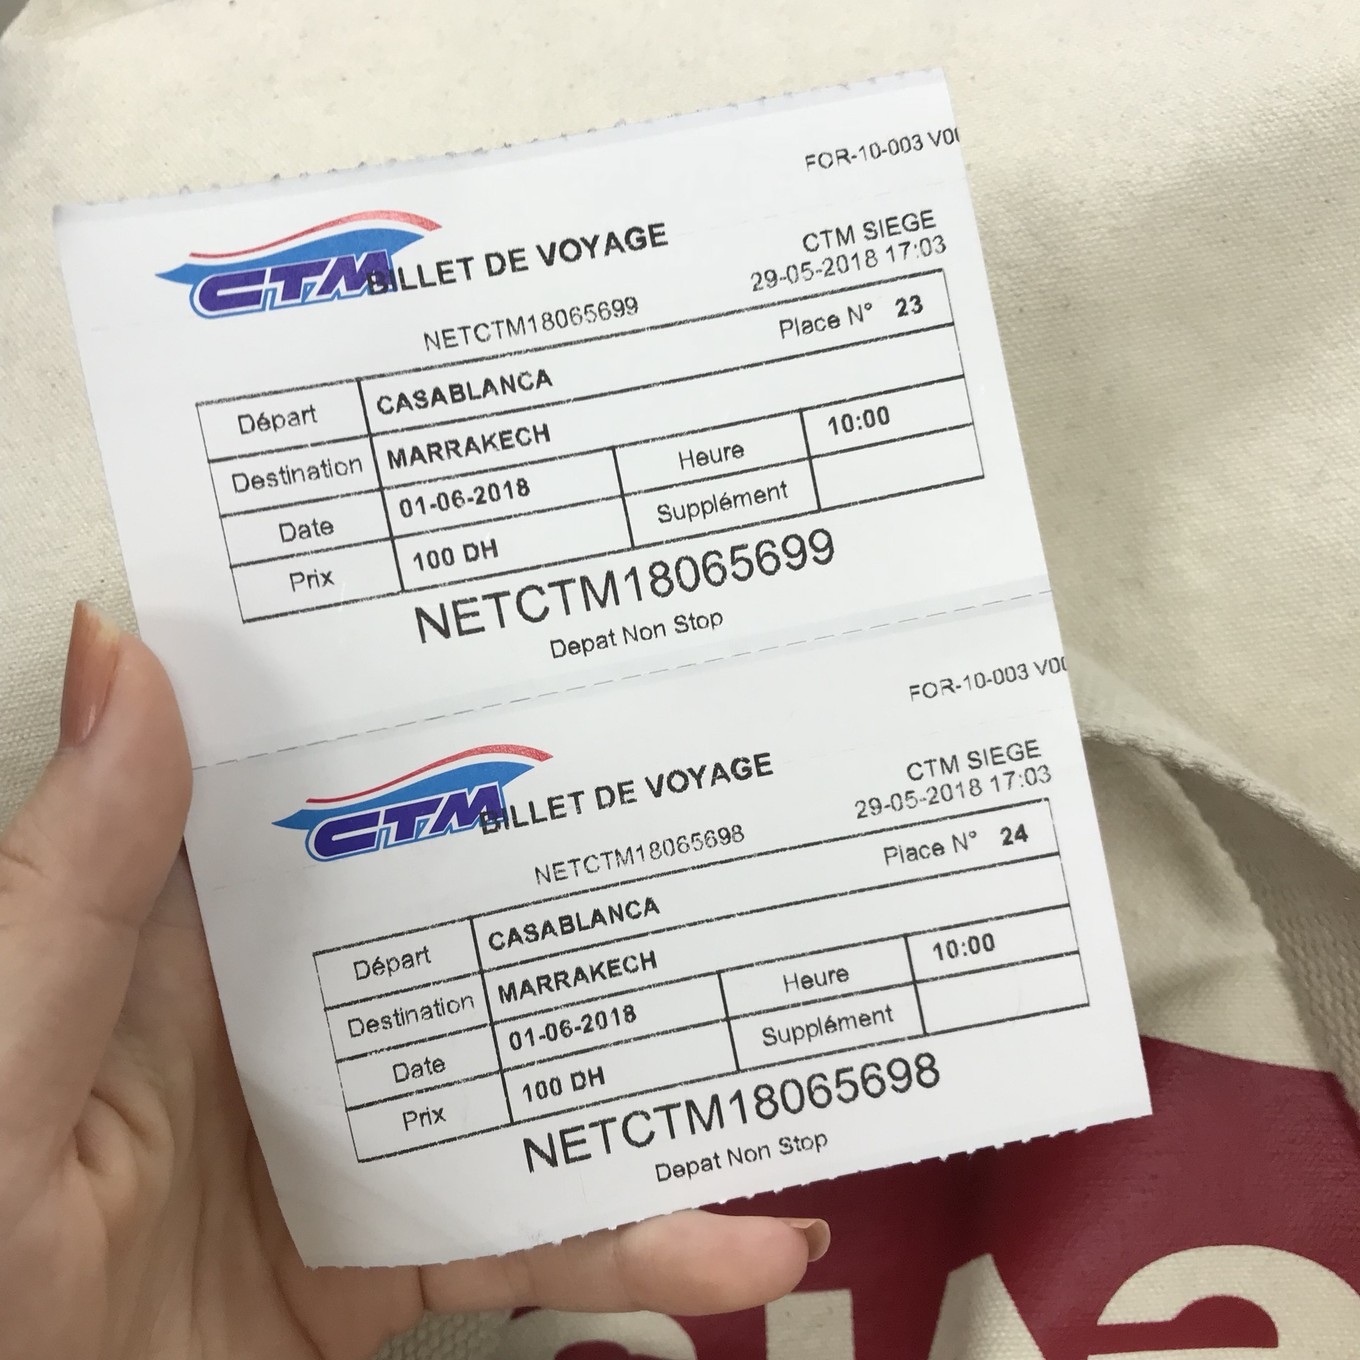 FOR-10-003 V0
CTM
BILLET DE VOYAGE
CTM SIEGE
29-05-2018 17:03
NETCTM18065699
Place N° 23
Départ CASABLANCA
Destination MARRAKECH
Date 01-06-2018 Heure 10:00
Prix 100 DH Supplément
NETCTM18065699
Depat Non Stop
FOR-10-003 V0
CTM
BILLET DE VOYAGE
CTM SIEGE
29-05-2018 17:03
NETCTM18065698
Place N° 24
Départ CASABLANCA
Destination MARRAKECH
Date 01-06-2018 Heure 10:00
Prix 100 DH Supplément
NETCTM18065698
Depat Non Stop